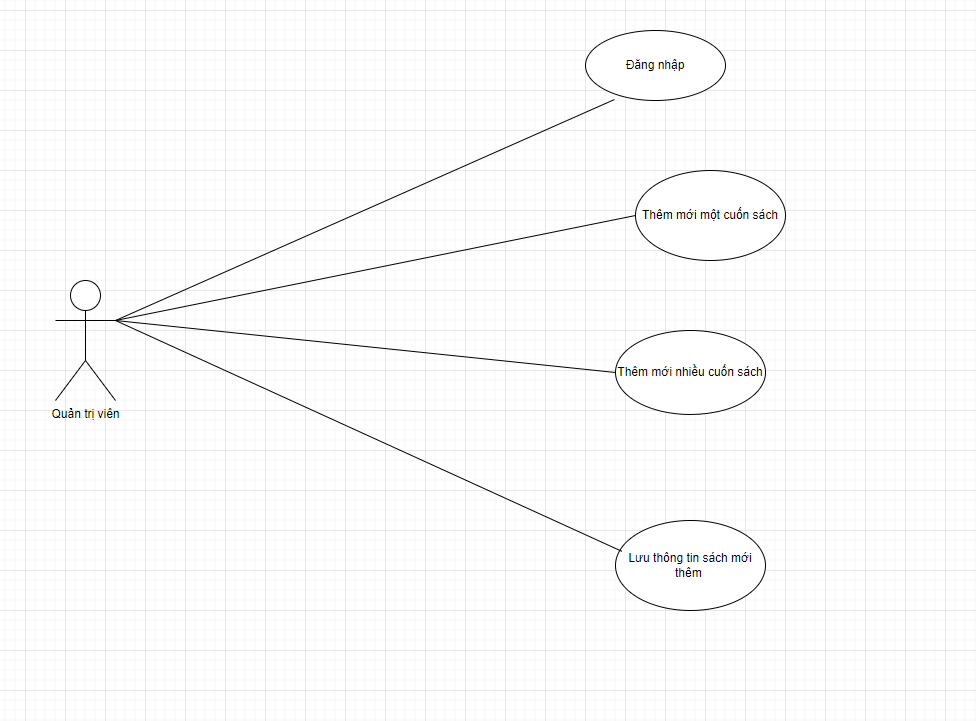 Đăng nhập
Thêm mới một cuốn sách
Thêm mới nhiều cuốn sách
Quản trị viên
Lưu thông tin sách mới
thêm